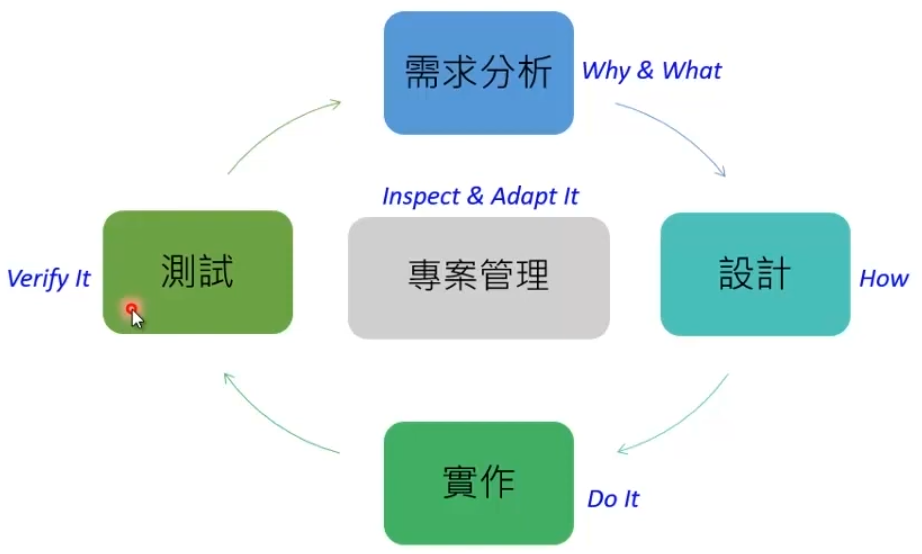 需求分析
Why & What
Inspect & Adapt It
Verify It
測試
專案管理
設計
How
實作
Do It